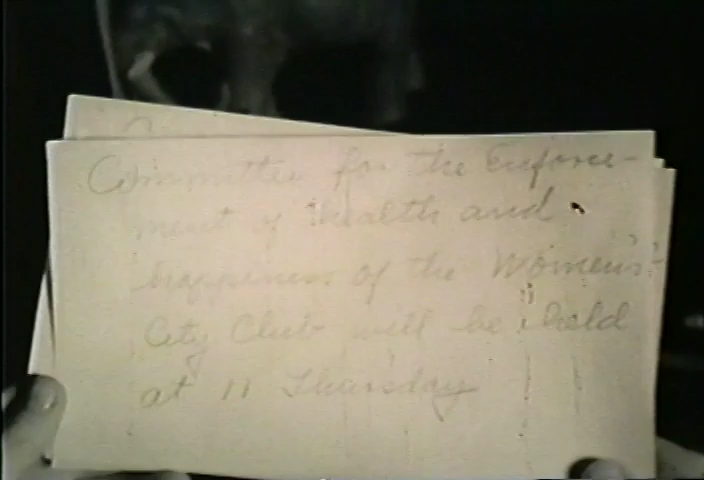 Committee for the Enforce-
ment of Health and
happiness of the Women's
City Club will be held
at 11 Thursday